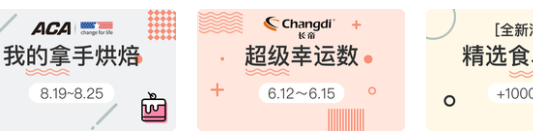 ACA
change for life
我的拿手烘焙
8.19~8.25
Changdi
长帝
超级幸运数
6.12～6.15
[全新
精选食
+1000